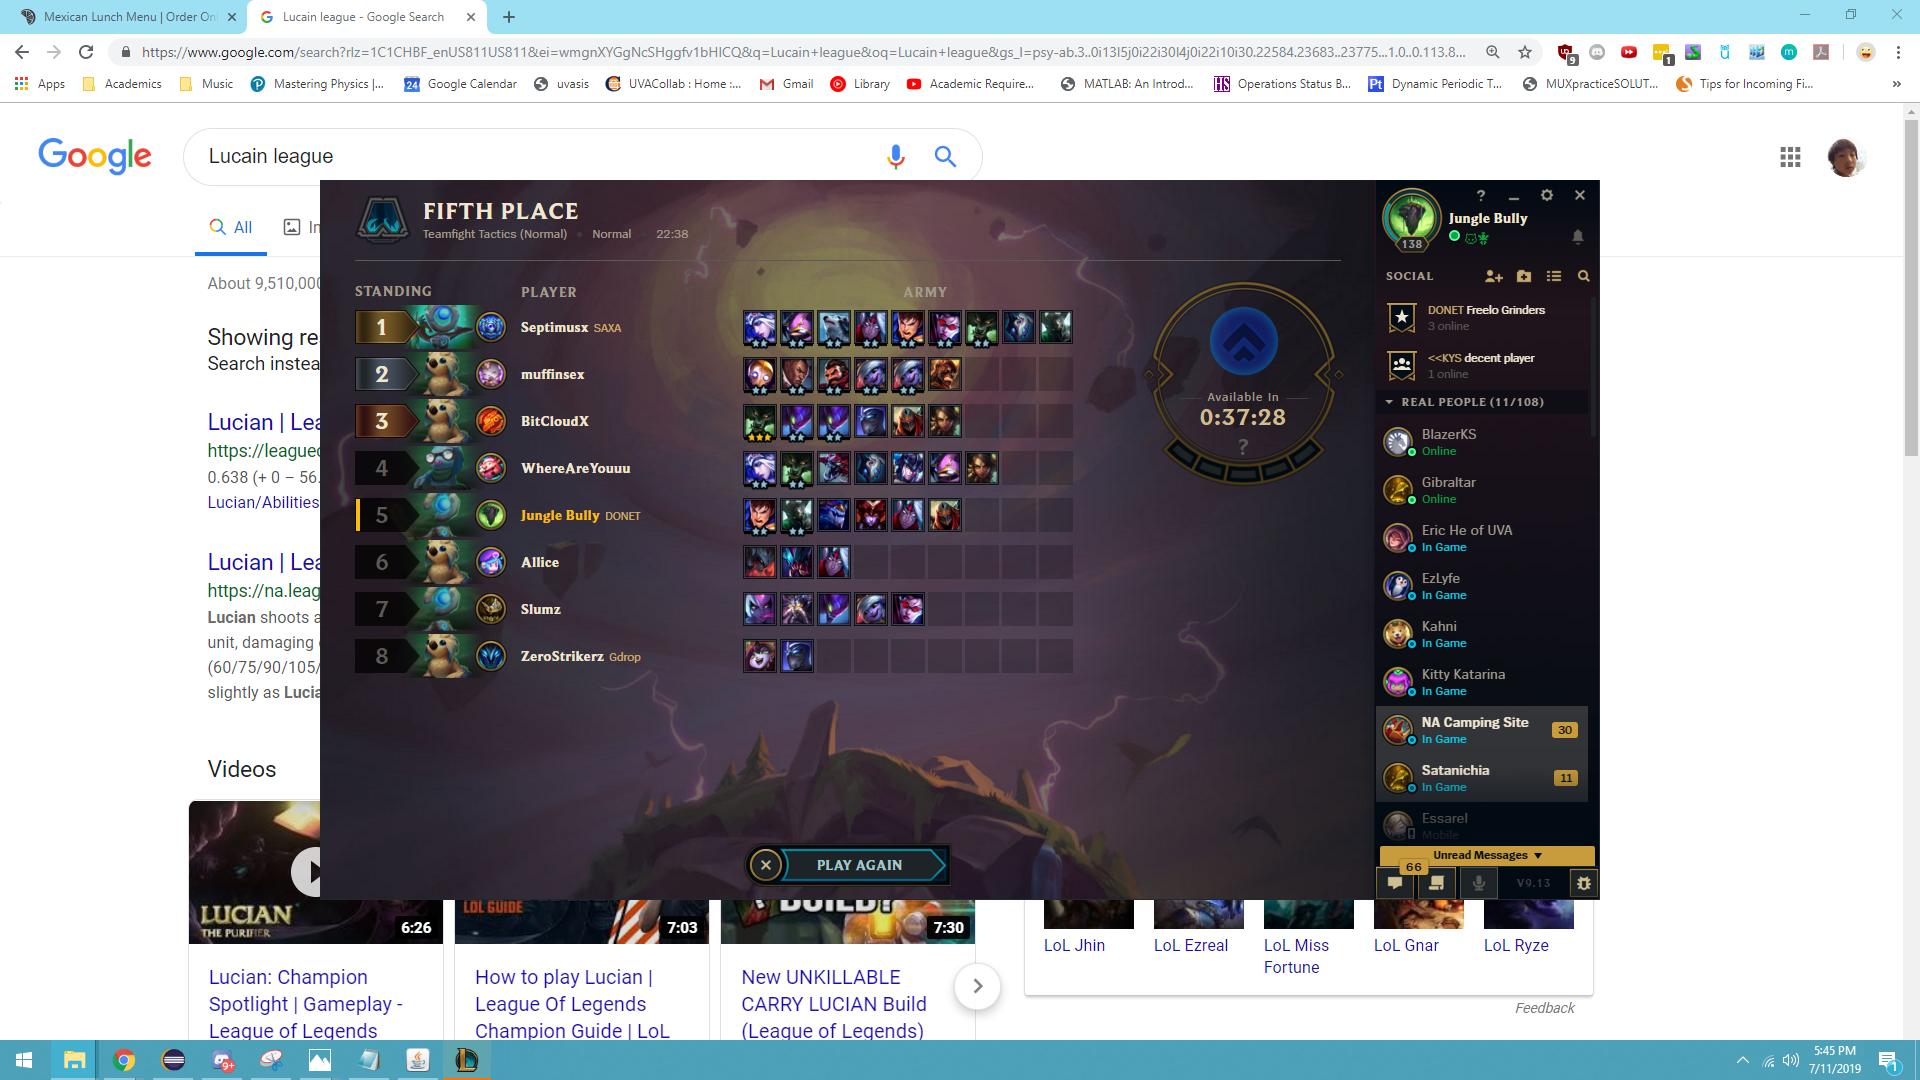 Mexican Lunch Menu | Order Onl
Lucain league - Google Search
https://www.google.com/search?rlz=1C1CHBF_enUS811US811&ei=wmgnXYGgNcSHggfv1bHICQ&q=Lucain+league&oq=Lucain+league&gs_l=psy-ab.3..0i13l5j0i22i30l4j0i22i10i30.22584.23683..23775...1.0..0.113.8...
9
1
Apps
Academics
Music
Mastering Physics |...
24
Google Calendar
uvasis
UVACollab : Home :...
Gmail
Library
Academic Require...
MATLAB: An Introd...
Operations Status B...
Pt
Dynamic Periodic T...
MUXpracticeSOLUT...
Tips for Incoming Fi...
»
Google
Lucain league
All
In
About 9,510,000
Showing re
Search instea
Lucian | Lea
https://leagued
0.638 (+ 0 – 56.
Lucian/Abilities
Lucian | Lea
https://na.leag
Lucian shoots a
unit, damaging
(60/75/90/105/
slightly as Lucia
Videos
FIFTH PLACE
Teamfight Tactics (Normal) • Normal 22:38
STANDING PLAYER ARMY
1 Septimusx SAXA
2 muffinsex
3 BitCloudX
4 WhereAreYouuu
5 Jungle Bully DONET
6 Allice
7 Slumz
8 ZeroStrikerz Gdrop
Available In
0:37:28
?
PLAY AGAIN
?
Jungle Bully
138
SOCIAL
DONET Freelo Grinders
3 online
<<KYS decent player
1 online
REAL PEOPLE (11/108)
BlazerKS
Online
Gibraltar
Online
Eric He of UVA
In Game
EzLyfe
In Game
Kahni
In Game
Kitty Katarina
In Game
NA Camping Site
In Game
30
Satanichia
In Game
11
Essarel
Mobile
Unread Messages
66
V9.13
LUCIAN
THE PURIFIER
6:26
LOL GUIDE
7:03
BUILD?
7:30
Lucian: Champion
Spotlight | Gameplay -
League of Legends
How to play Lucian |
League Of Legends
Champion Guide | LoL
New UNKILLABLE
CARRY LUCIAN Build
(League of Legends)
LoL Jhin
LoL Ezreal
LoL Miss
Fortune
LoL Gnar
LoL Ryze
Feedback
9+
5:45 PM
7/11/2019
1